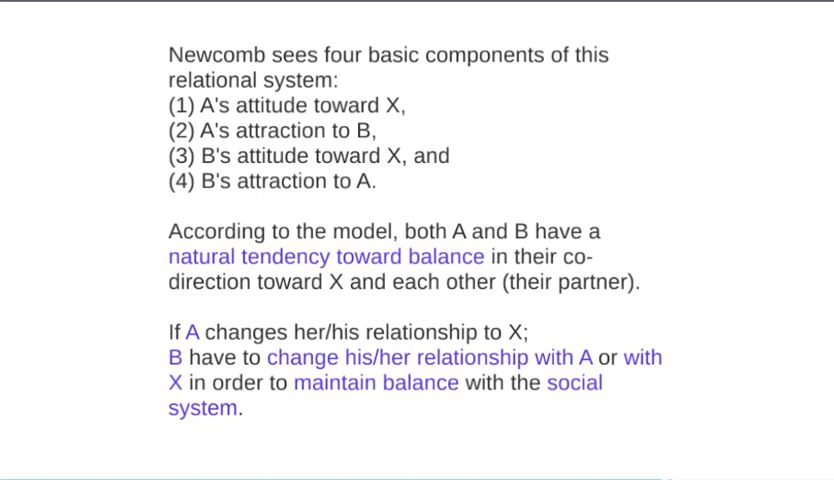 Newcomb sees four basic components of this
relational system:
(1) A's attitude toward X,
(2) A's attraction to B,
(3) B's attitude toward X, and
(4) B's attraction to A.
According to the model, both A and B have a
natural tendency toward balance in their co-
direction toward X and each other (their partner).
If A changes her/his relationship to X;
B have to change his/her relationship with A or with
X in order to maintain balance with the social
system.